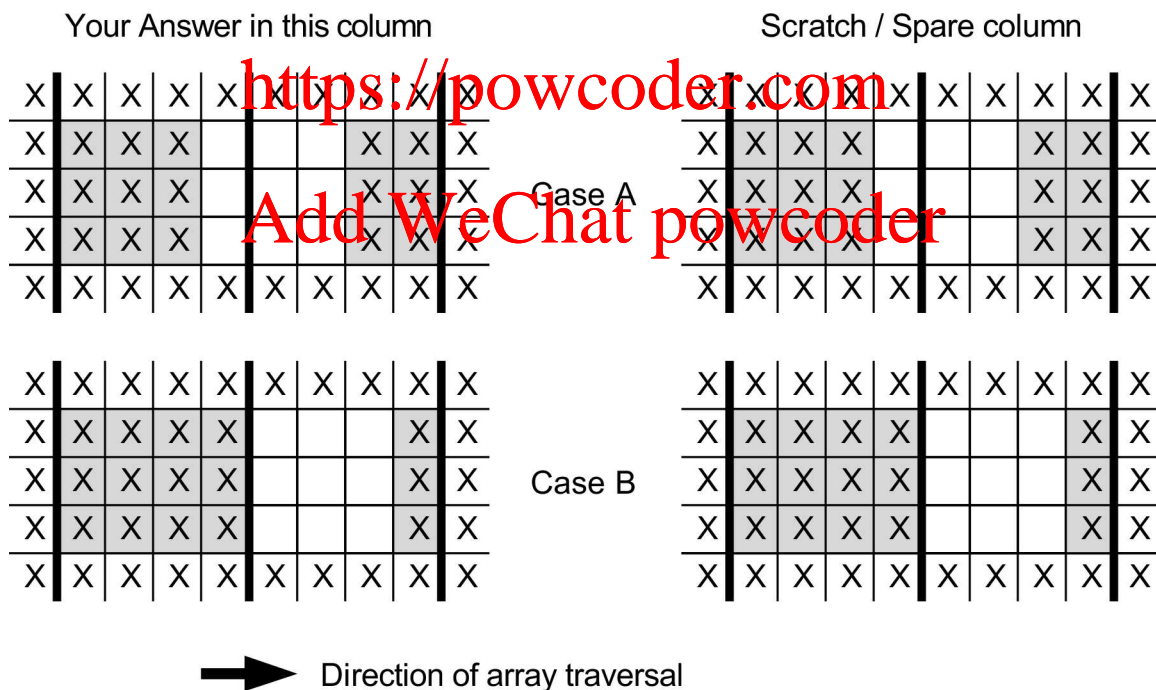 Your Answer in this column Scratch / Spare column
X X X X X X X X X X X X X X X X X X X X
https://powcoder.com
X X X X X X X X X X X X X X
X X X X X X X Case A X X X X X X X
Add WeChat powcoder
X X X X X X X X X X X X X X
X X X X X X X X X X X X X X X X X X X X
X X X X X X X X X X X X X X X X X X X X
X X X X X X X X X X X X X X
X X X X X X X Case B X X X X X X X
X X X X X X X X X X X X X X
X X X X X X X X X X X X X X X X X X X X
Direction of array traversal